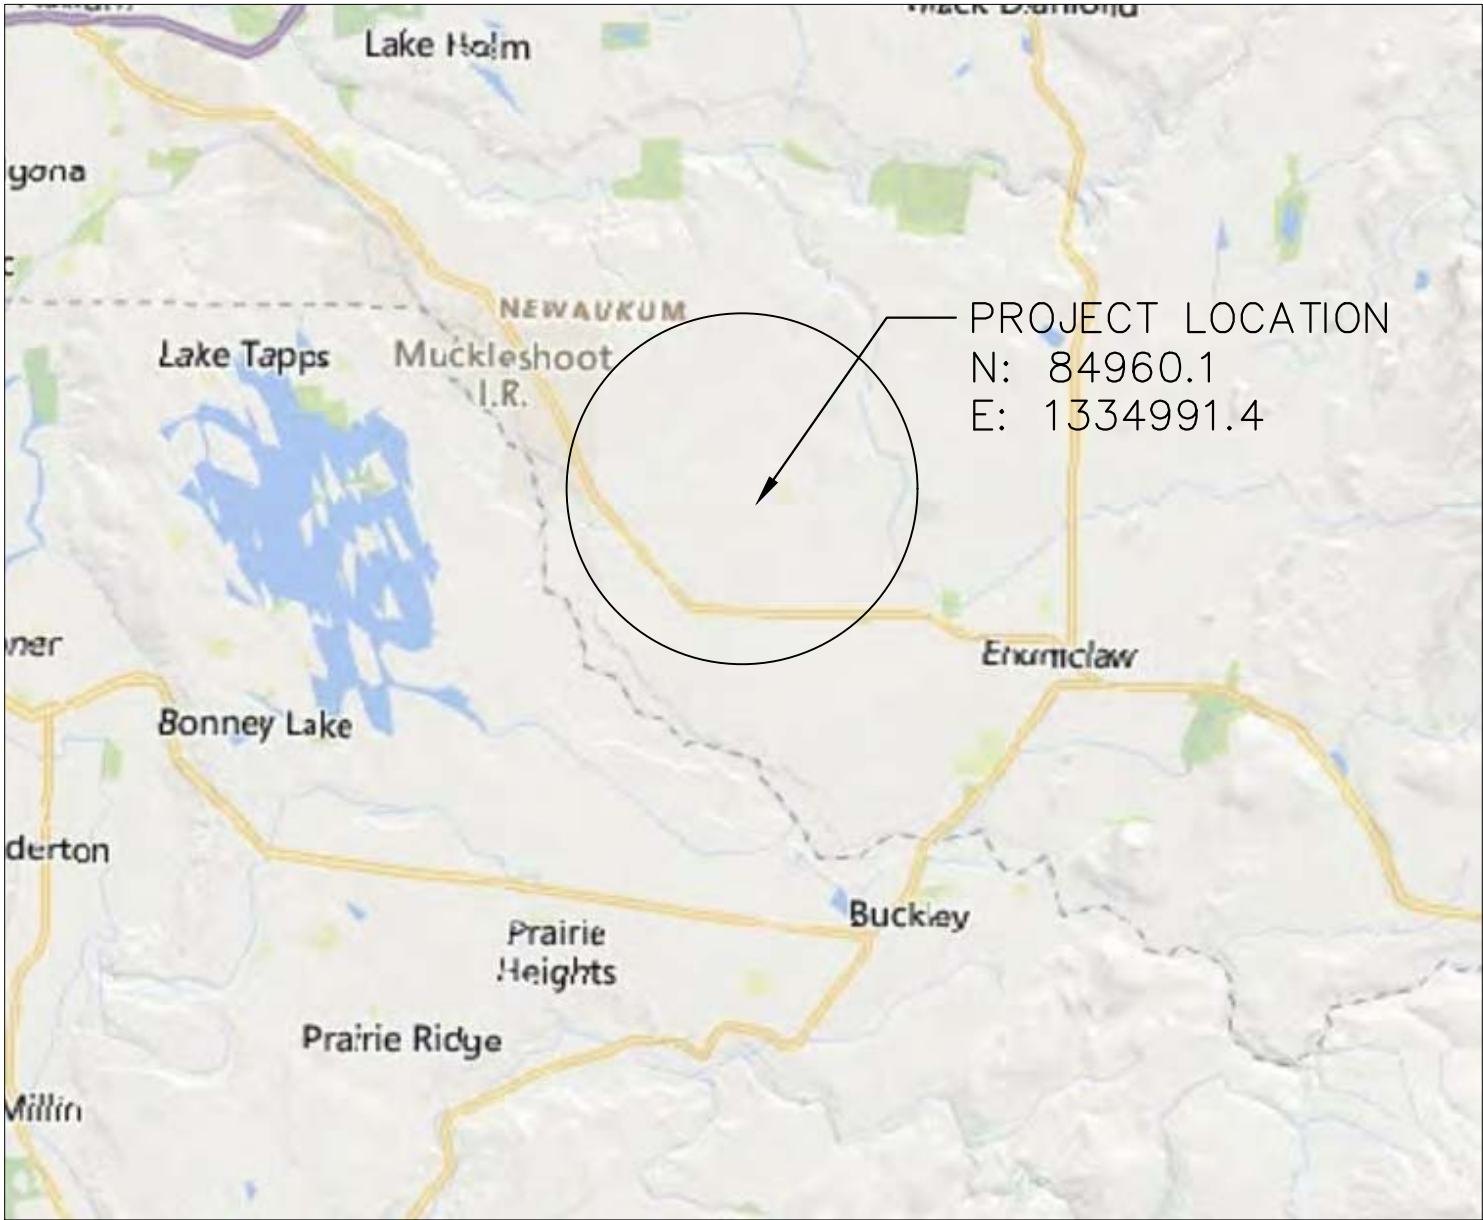 Lake Holm
yona
NEWAUKUM
PROJECT LOCATION
Lake Tapps
Muckleshoot
I.R.
N: 84960.1
E: 1334991.4
ner
Enumclaw
Bonney Lake
derton
Buckley
Prairie
Heights
Prairie Ridge
Millin